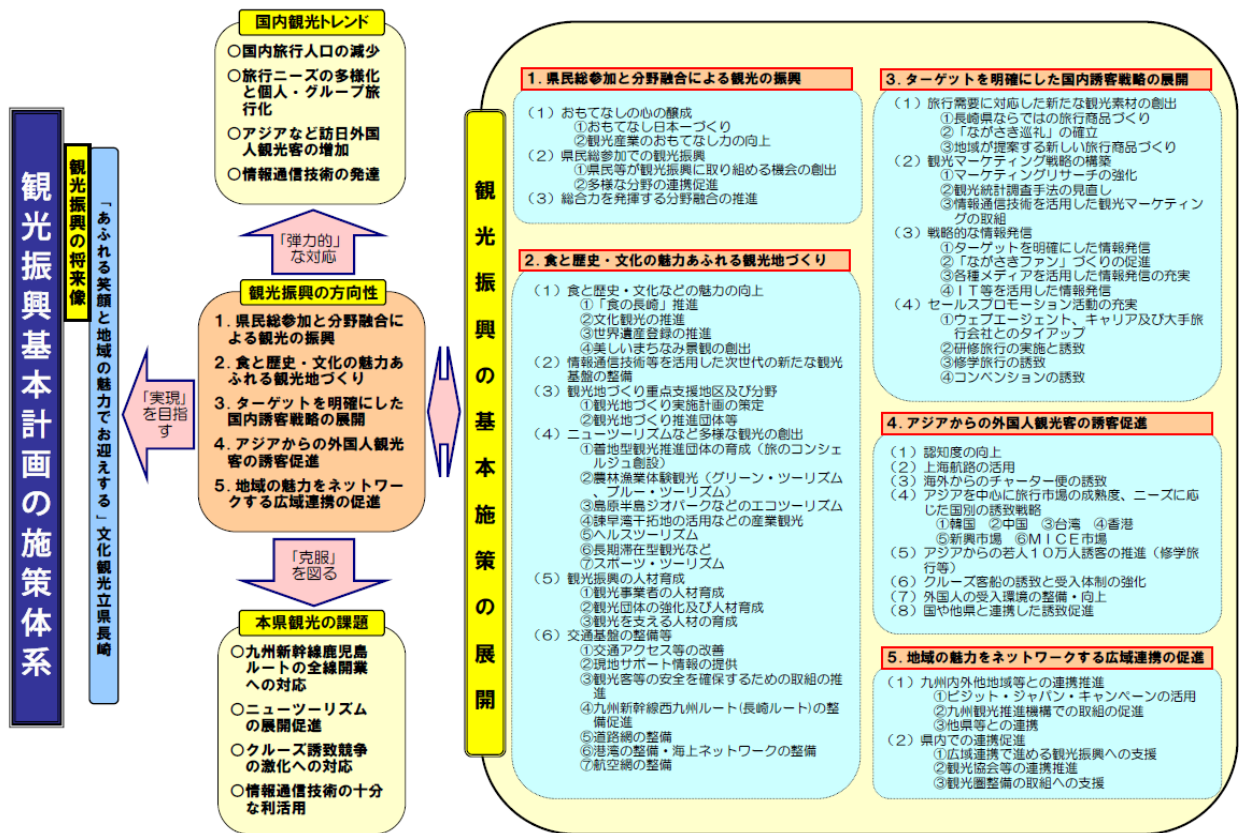 観光振興基本計画の施策体系
観光振興の将来像
「あふれる笑顔と地域の魅力でお迎えする」文化観光立県長崎
国内観光トレンド
○国内旅行人口の減少
○旅行ニーズの多様化
と個人・グループ旅
行化
○アジアなど訪日外国
人観光客の増加
○情報通信技術の発達
「弾力的」
な対応
観光振興の方向性
1. 県民総参加と分野融合に
よる観光の振興
2. 食と歴史・文化の魅力あ
ふれる観光地づくり
3. ターゲットを明確にした
国内誘客戦略の展開
4. アジアからの外国人観光
客の誘客促進
5. 地域の魅力をネットワー
クする広域連携の促進
「実現」
を目指
す
「克服」
を図る
本県観光の課題
○九州新幹線鹿児島
ルートの全線開業
への対応
○ニューツーリズム
の展開促進
○クルーズ誘致競争
の激化への対応
○情報通信技術の十分
な利活用
観光振興の基本施策の展開
1. 県民総参加と分野融合による観光の振興
(1)おもてなしの心の醸成
①おもてなし日本一づくり
②観光産業のおもてなし力の向上
(2)県民総参加での観光振興
①県民等が観光振興に取り組める機会の創出
②多様な分野の連携促進
(3)総合力を発揮する分野融合の推進
2. 食と歴史・文化の魅力あふれる観光地づくり
(1)食と歴史・文化などの魅力の向上
①「食の長崎」推進
②文化観光の推進
③世界遺産登録の推進
④美しいまちなみ景観の創出
(2)情報通信技術等を活用した次世代の新たな観光
基盤の整備
(3)観光地づくり重点支援地区及び分野
①観光地づくり実施計画の策定
②観光地づくり推進団体等
(4)ニューツーリズムなど多様な観光の創出
①着地型観光推進団体の育成(旅のコンシェ
ルジュ創設)
②農林漁業体験観光(グリーン・ツーリズム
、ブルー・ツーリズム)
③島原半島ジオパークなどのエコツーリズム
④諫早湾干拓地の活用などの産業観光
⑤ヘルスツーリズム
⑥長期滞在型観光など
⑦スポーツ・ツーリズム
(5)観光振興の人材育成
①観光事業者の人材育成
②観光団体の強化及び人材育成
③観光を支える人材の育成
(6)交通基盤の整備等
①交通アクセス等の改善
②現地サポート情報の提供
③観光客等の安全を確保するための取組の推
進
④九州新幹線西九州ルート(長崎ルート)の整
備促進
⑤道路網の整備
⑥港湾の整備・海上ネットワークの整備
⑦航空網の整備
3. ターゲットを明確にした国内誘客戦略の展開
(1)旅行需要に対応した新たな観光素材の創出
①長崎県ならではの旅行商品づくり
②「ながさき巡礼」の確立
③地域が提案する新しい旅行商品づくり
(2)観光マーケティング戦略の構築
①マーケティングリサーチの強化
②観光統計調査手法の見直し
③情報通信技術を活用した観光マーケティン
グの取組
(3)戦略的な情報発信
①ターゲットを明確にした情報発信
②「ながさきファン」づくりの促進
③各種メディアを活用した情報発信の充実
④IT等を活用した情報発信
(4)セールスプロモーション活動の充実
①ウェブエージェント、キャリア及び大手旅
行会社とのタイアップ
②研修旅行の実施と誘致
③修学旅行の誘致
④コンベンションの誘致
4. アジアからの外国人観光客の誘客促進
(1)認知度の向上
(2)上海航路の活用
(3)海外からのチャーター便の誘致
(4)アジアを中心に旅行市場の成熟度、ニーズに応
じた国別の誘致戦略
①韓国 ②中国 ③台湾 ④香港
⑤新興市場 ⑥MICE市場
(5)アジアからの若人10万人誘客の推進(修学旅
行等)
(6)クルーズ客船の誘致と受入体制の強化
(7)外国人の受入環境の整備・向上
(8)国や他県と連携した誘致促進
5. 地域の魅力をネットワークする広域連携の促進
(1)九州内外他地域等との連携推進
①ビジット・ジャパン・キャンペーンの活用
②九州観光推進機構での取組の促進
③他県等との連携
(2)県内での連携促進
①広域連携で進める観光振興への支援
②観光協会等の連携推進
③観光圏整備の取組への支援